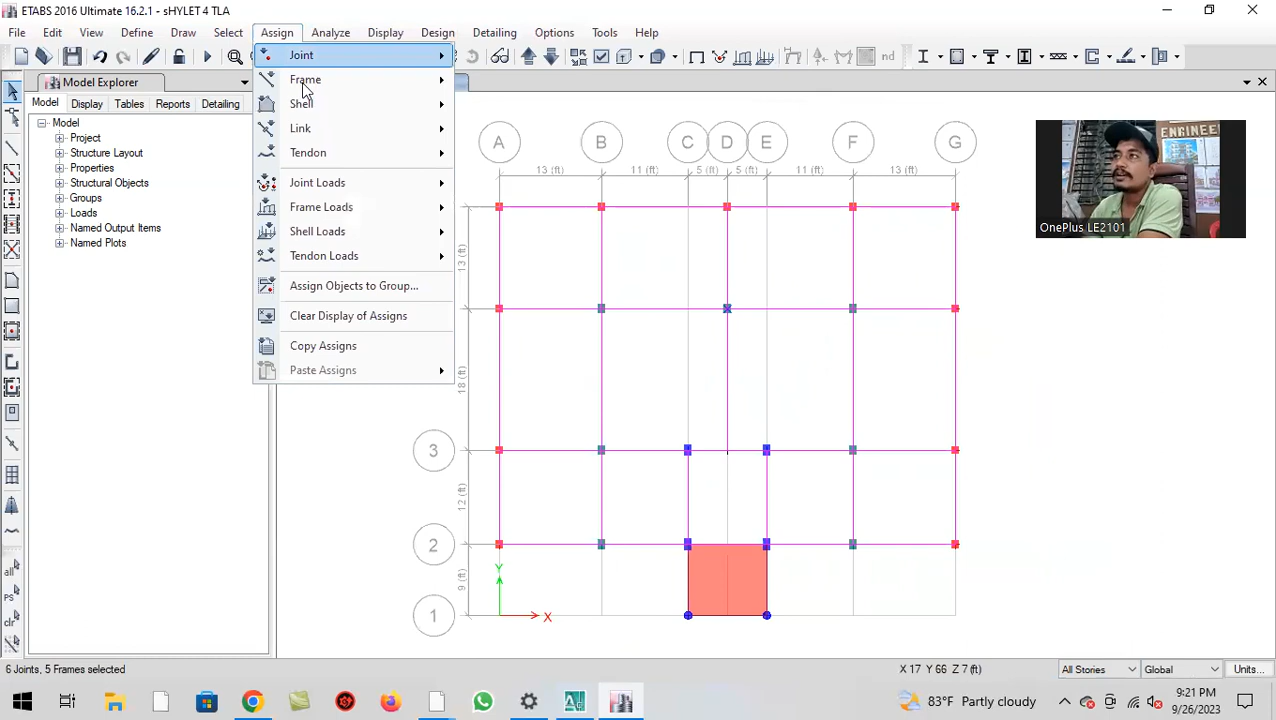 ETABS 2016 Ultimate 16.2.1 - sHYLET 4 TLA
File Edit View Define Draw Select Assign Analyze Display Design Detailing Options Tools Help
nd
Model Explorer
Model Display Tables Reports Detailing
Model
Project
Structure Layout
Properties
Structural Objects
Groups
Loads
Named Output Items
Named Plots
all
PS
clr
Joint
Frame
Shell
Link
Tendon
Joint Loads
Frame Loads
Shell Loads
Tendon Loads
Assign Objects to Group...
Clear Display of Assigns
Copy Assigns
Paste Assigns
A B C D E F G
13 (ft) 11 (ft) 5 (ft) 5 (ft) 11 (ft) 13 (ft)
13 (ft)
18 (ft)
3
12 (ft)
2
9 (ft)
1
Y
X
ENGINEE
OnePlus LE2101
6 Joints, 5 Frames selected
X 17 Y 66 Z 7 (ft)
All Stories
Global
Units...
83°F Partly cloudy
9:21 PM
9/26/2023